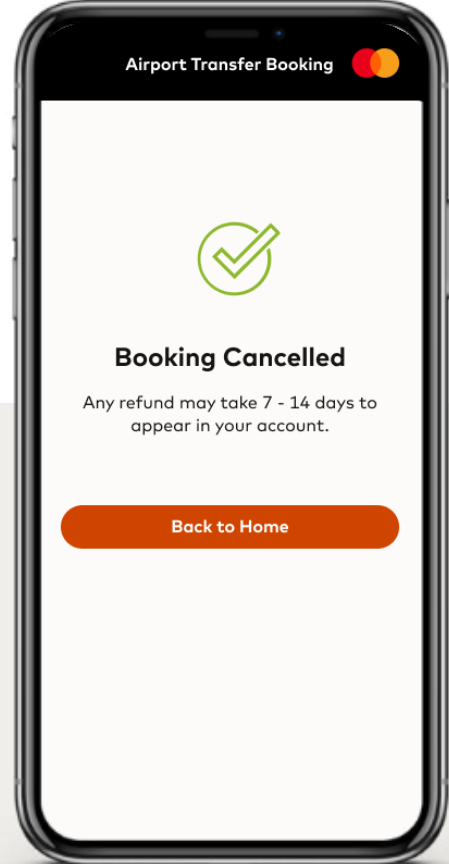 Airport Transfer Booking
Booking Cancelled
Any refund may take 7 - 14 days to
appear in your account.
Back to Home